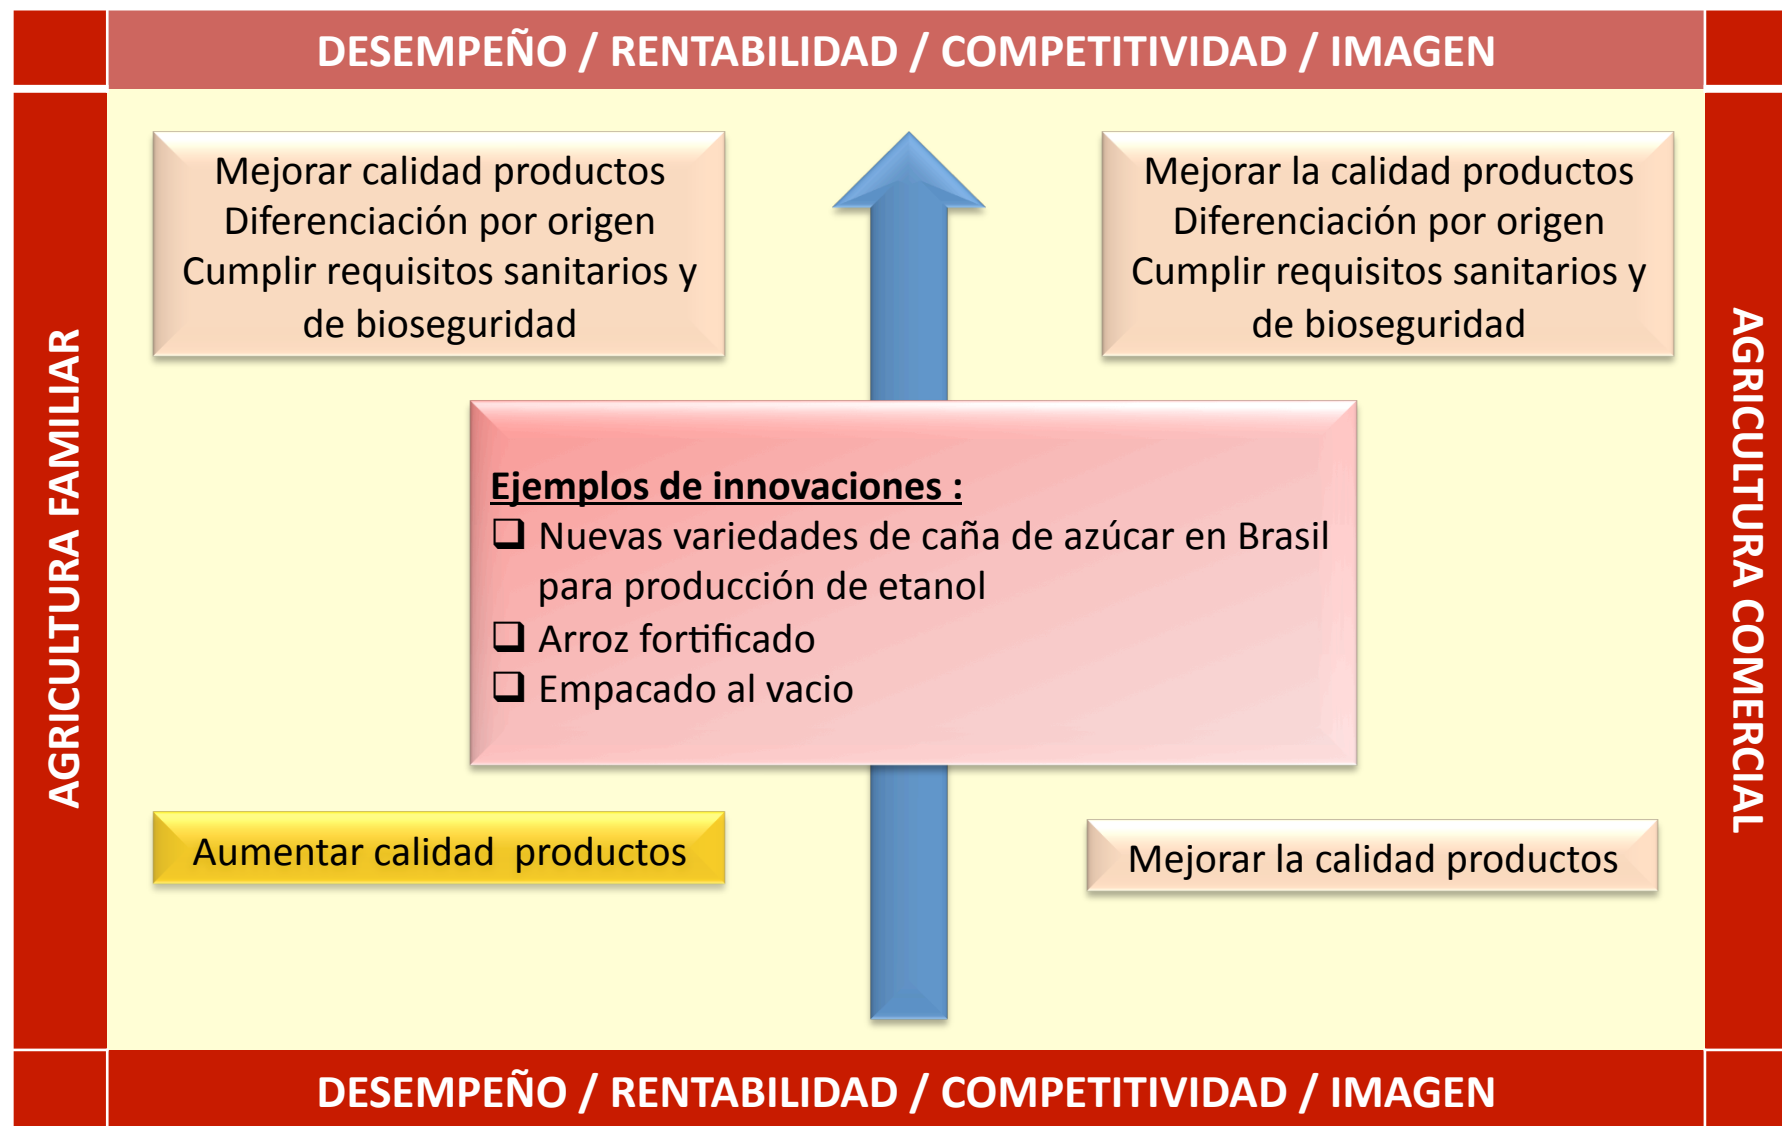 DESEMPEÑO / RENTABILIDAD / COMPETITIVIDAD / IMAGEN
AGRICULTURA FAMILIAR
Mejorar calidad productos
Diferenciación por origen
Cumplir requisitos sanitarios y
de bioseguridad
Mejorar la calidad productos
Diferenciación por origen
Cumplir requisitos sanitarios y
de bioseguridad
AGRICULTURA COMERCIAL
Ejemplos de innovaciones :
❑ Nuevas variedades de caña de azúcar en Brasil
para producción de etanol
❑ Arroz fortificado
❑ Empacado al vacio
Aumentar calidad  productos
Mejorar la calidad productos
DESEMPEÑO / RENTABILIDAD / COMPETITIVIDAD / IMAGEN